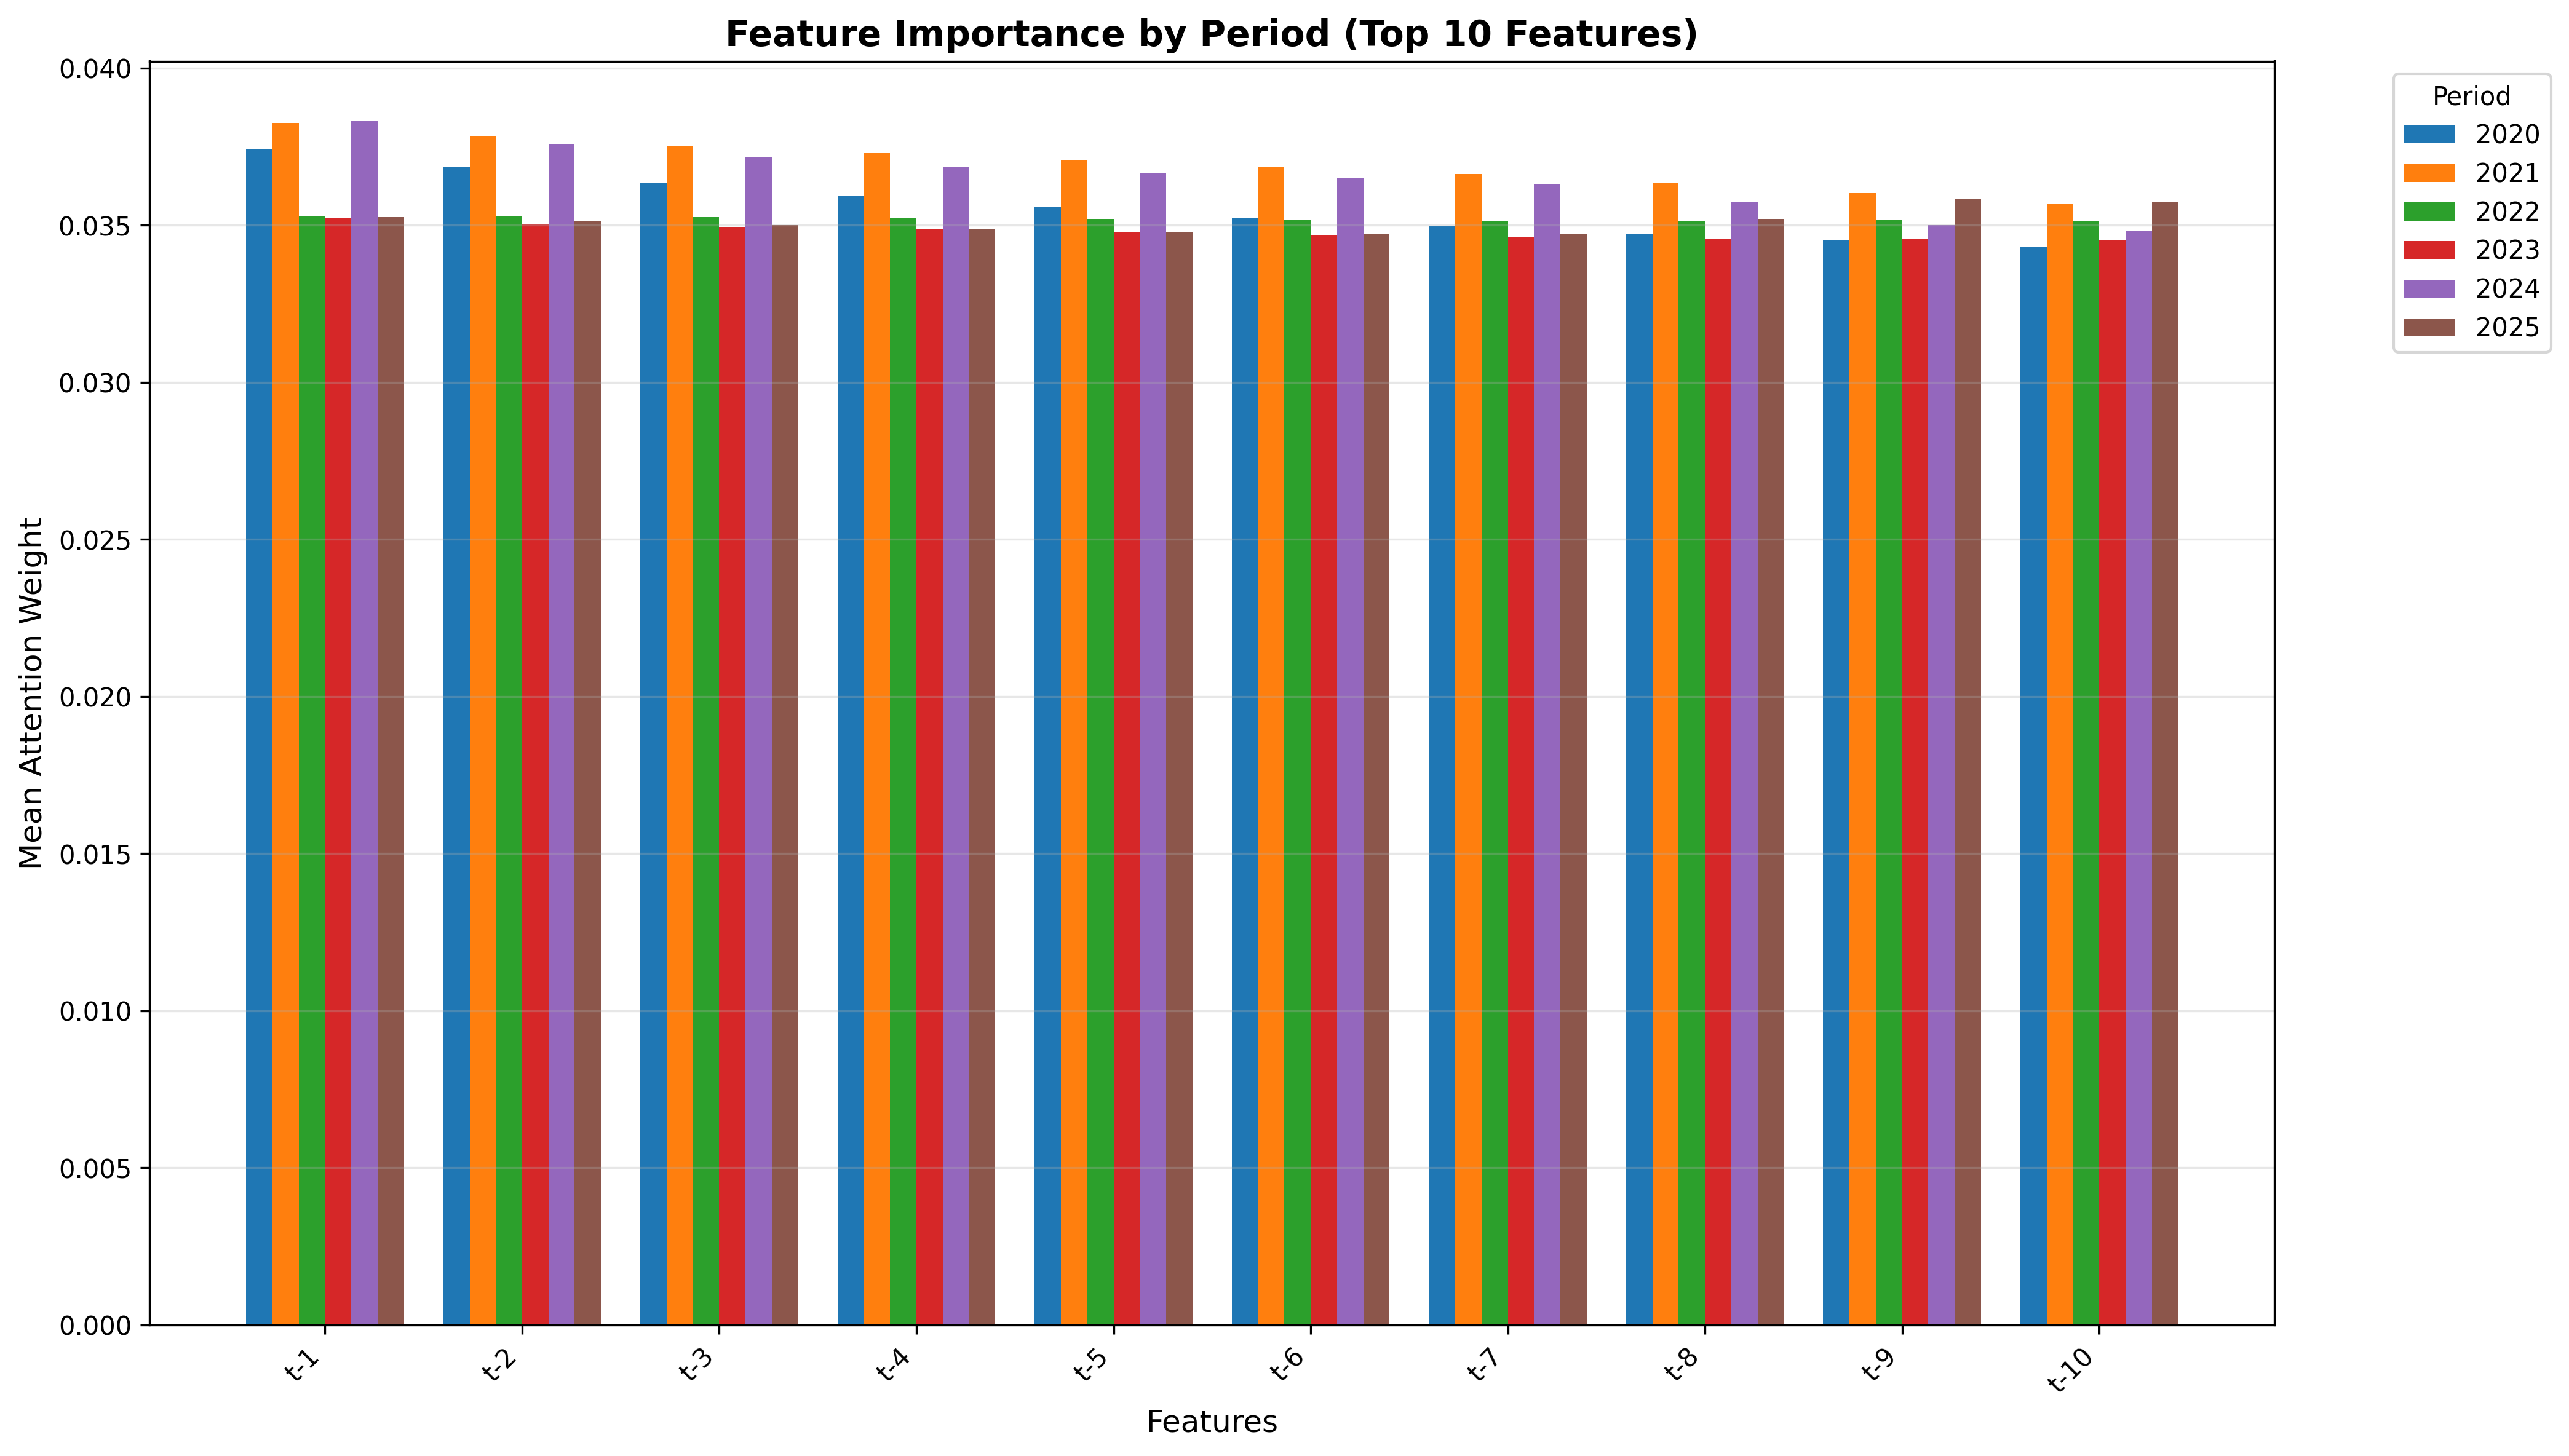 Feature Importance by Period (Top 10 Features)
Mean Attention Weight
0.040
0.035
0.030
0.025
0.020
0.015
0.010
0.005
0.000
t-1
t-2
t-3
t-4
t-5
t-6
t-7
t-8
t-9
t-10
Features
Period
2020
2021
2022
2023
2024
2025